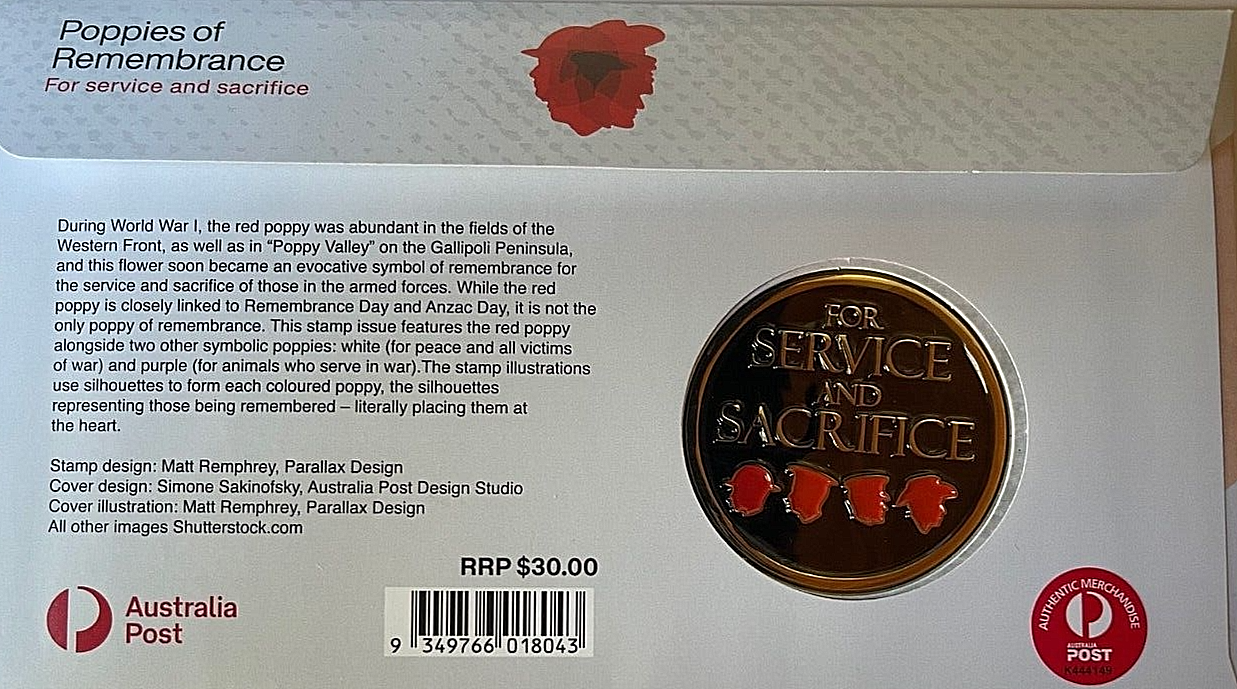 Poppies of
Remembrance
For service and sacrifice
During World War I, the red poppy was abundant in the fields of the
Western Front, as well as in “Poppy Valley” on the Gallipoli Peninsula,
and this flower soon became an evocative symbol of remembrance for
the service and sacrifice of those in the armed forces. While the red
poppy is closely linked to Remembrance Day and Anzac Day, it is not the
only poppy of remembrance. This stamp issue features the red poppy
alongside two other symbolic poppies: white (for peace and all victims
of war) and purple (for animals who serve in war).The stamp illustrations
use silhouettes to form each coloured poppy, the silhouettes
representing those being remembered – literally placing them at
the heart.
Stamp design: Matt Remphrey, Parallax Design
Cover design: Simone Sakinofsky, Australia Post Design Studio
Cover illustration: Matt Remphrey, Parallax Design
All other images Shutterstock.com
RRP $30.00
Australia
Post
9 349766 018043
FOR
SERVICE
AND
SACRIFICE
AUTHENTIC MERCHANDISE
AUSTRALIA
POST